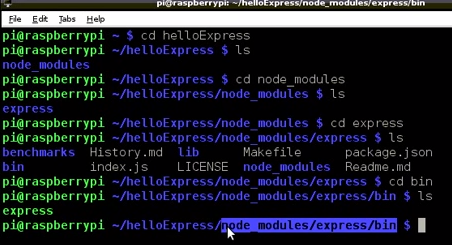 pi@raspberrypi: ~/helloExpress/node_modules/express/bin
File Edit Tabs Help
pi@raspberrypi ~ $ cd helloExpress
pi@raspberrypi ~/helloExpress $ ls
node_modules
pi@raspberrypi ~/helloExpress $ cd node_modules
pi@raspberrypi ~/helloExpress/node_modules $ ls
express
pi@raspberrypi ~/helloExpress/node_modules $ cd express
pi@raspberrypi ~/helloExpress/node_modules/express $ ls
benchmarks History.md lib Makefile package.json
bin index.js LICENSE node_modules Readme.md
pi@raspberrypi ~/helloExpress/node_modules/express $ cd bin
pi@raspberrypi ~/helloExpress/node_modules/express/bin $ ls
express
pi@raspberrypi ~/helloExpress/node_modules/express/bin $